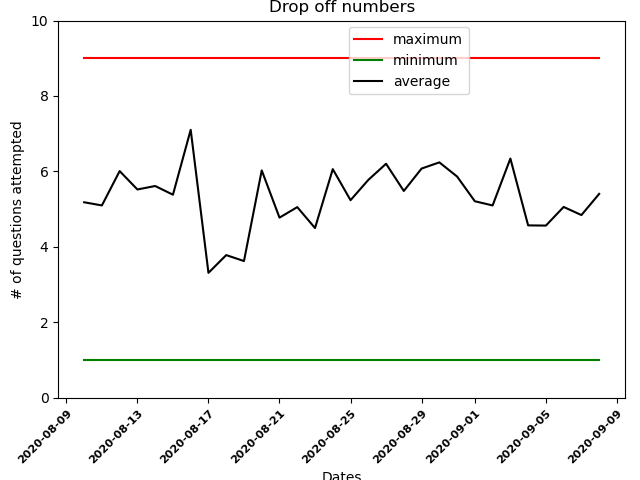 Drop off numbers
maximum
minimum
average
# of questions attempted
10
8
6
4
2
0
2020-08-09
2020-08-13
2020-08-17
2020-08-21
2020-08-25
2020-08-29
2020-09-01
2020-09-05
2020-09-09
Dates